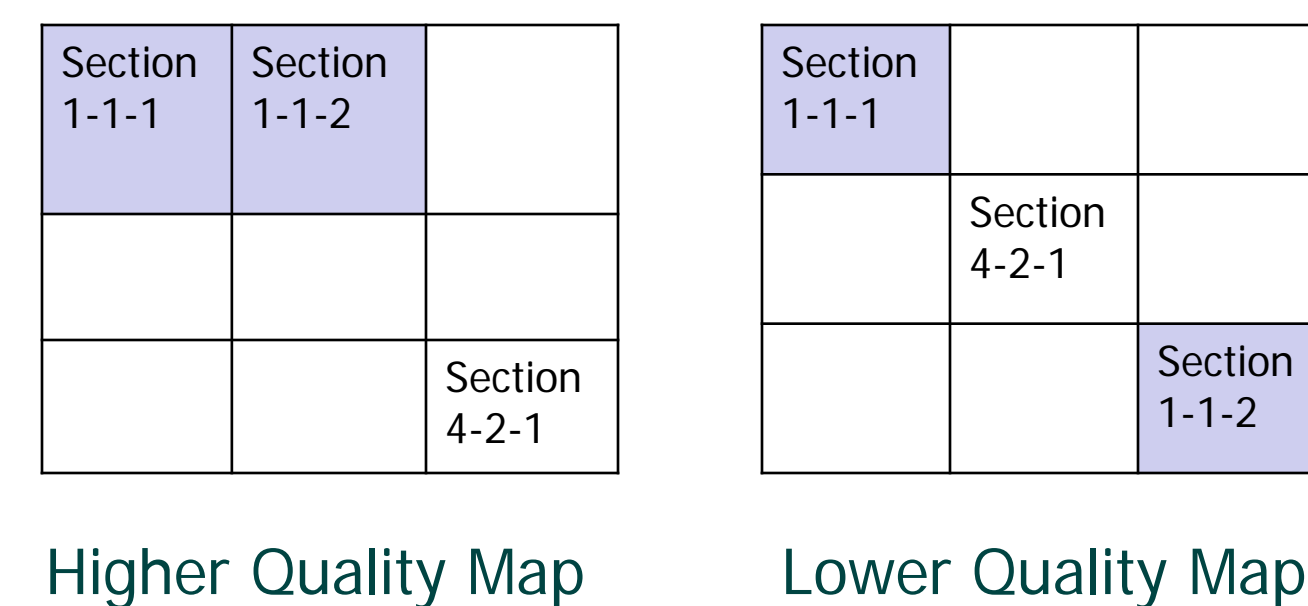 Section
1-1-1
Section
1-1-2
Section
4-2-1
Higher Quality Map
Section
1-1-1
Section
4-2-1
Section
1-1-2
Lower Quality Map